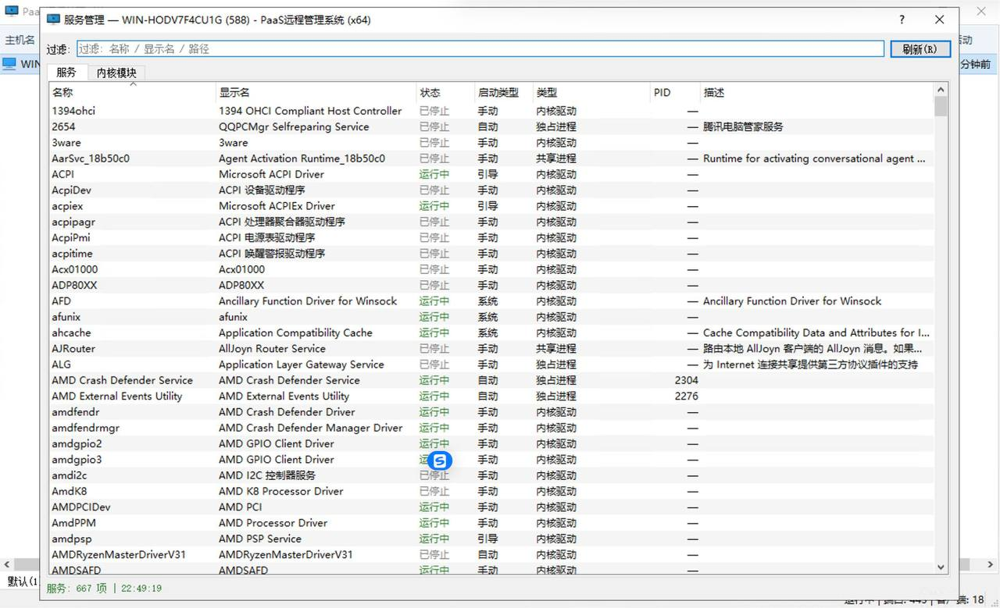 Paa
服务管理 — WIN-HODV7F4CU1G (588) - PaaS远程管理系统 (x64)
?
主机名
过滤:
过滤: 名称 / 显示名 / 路径
刷新(R)
WIN
分钟前
服务
内核模块
名称 显示名 状态 启动类型 类型 PID 描述
1394ohci 1394 OHCI Compliant Host Controller 已停止 手动 内核驱动 —
2654 QQPCMgr Selfreparing Service 已停止 自动 独占进程 — 腾讯电脑管家服务
3ware 3ware 已停止 手动 内核驱动 —
AarSvc_18b50c0 Agent Activation Runtime_18b50c0 已停止 手动 共享进程 — Runtime for activating conversational agent ...
ACPI Microsoft ACPI Driver 运行中 引导 内核驱动 —
AcpiDev ACPI 设备驱动程序 已停止 手动 内核驱动 —
acpiex Microsoft ACPIEx Driver 运行中 引导 内核驱动 —
acpipagr ACPI 处理器聚合器驱动程序 已停止 手动 内核驱动 —
AcpiPmi ACPI 电源表驱动程序 已停止 手动 内核驱动 —
acpitime ACPI 唤醒警报驱动程序 已停止 手动 内核驱动 —
Acx01000 Acx01000 已停止 手动 内核驱动 —
ADP80XX ADP80XX 已停止 手动 内核驱动 —
AFD Ancillary Function Driver for Winsock 运行中 系统 内核驱动 — Ancillary Function Driver for Winsock
afunix afunix 运行中 系统 内核驱动 —
ahcache Application Compatibility Cache 运行中 系统 内核驱动 — Cache Compatibility Data and Attributes for I...
AJRouter AllJoyn Router Service 已停止 手动 共享进程 — 路由本地 AllJoyn 客户端的 AllJoyn 消息。如果...
ALG Application Layer Gateway Service 已停止 手动 独占进程 — 为 Internet 连接共享提供第三方协议插件的支持
AMD Crash Defender Service AMD Crash Defender Service 运行中 自动 独占进程 2304
AMD External Events Utility AMD External Events Utility 运行中 自动 独占进程 2276
amdfendr AMD Crash Defender Driver 运行中 手动 内核驱动 —
amdfendrmgr AMD Crash Defender Manager Driver 运行中 手动 内核驱动 —
amdgpio2 AMD GPIO Client Driver 运行中 手动 内核驱动 —
amdgpio3 AMD GPIO Client Driver 手动 内核驱动 —
amdi2c AMD I2C 控制器服务 已停止 手动 内核驱动 —
AmdK8 AMD K8 Processor Driver 已停止 手动 内核驱动 —
AMDPCIDev AMD PCI 运行中 手动 内核驱动 —
AmdPPM AMD Processor Driver 运行中 手动 内核驱动 —
amdpsp AMD PSP Service 运行中 引导 内核驱动 —
AMDRyzenMasterDriverV31 AMDRyzenMasterDriverV31 已停止 自动 内核驱动 —
AMDSAFD AMDSAFD 运行中 手动 内核驱动 —
默认(1
服务: 667 项 | 22:49:19
18